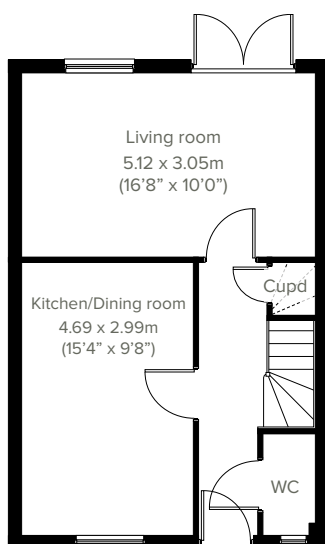 Living room
5.12 x 3.05m
(16’8” x 10’0”)
Cupd
Kitchen/Dining room
4.69 x 2.99m
(15’4” x 9’8”)
WC